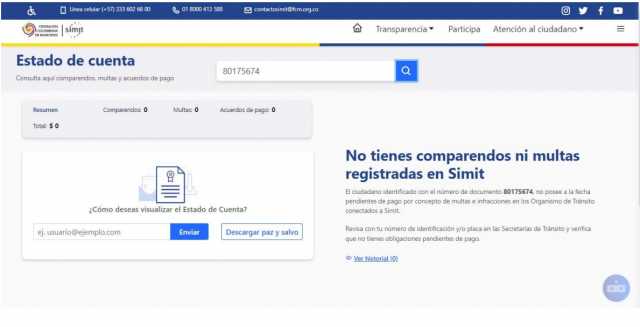 Línea celular (+57) 333 602 66 00
01 8000 413 588
contactosimit@fcm.org.co
FEDERACIÓN
COLOMBIANA
DE MUNICIPIOS
simit
Transparencia
Participa
Atención al ciudadano
Estado de cuenta
Consulta aquí comparendos, multas y acuerdos de pago
80175674
Resumen
Comparendos: 0
Multas: 0
Acuerdos de pago: 0
Total: $ 0
¿Cómo deseas visualizar el Estado de Cuenta?
ej. usuario@ejemplo.com
Enviar
Descargar paz y salvo
No tienes comparendos ni multas
registradas en Simit
El ciudadano identificado con el número de documento 80175674, no posee a la fecha
pendientes de pago por concepto de multas e infracciones en los Organismo de Tránsito
conectados a Simit.
Revisa con tu número de identificación y/o placa en las Secretarías de Tránsito y verifica
que no tienes obligaciones pendientes de pago.
Ver historial (0)